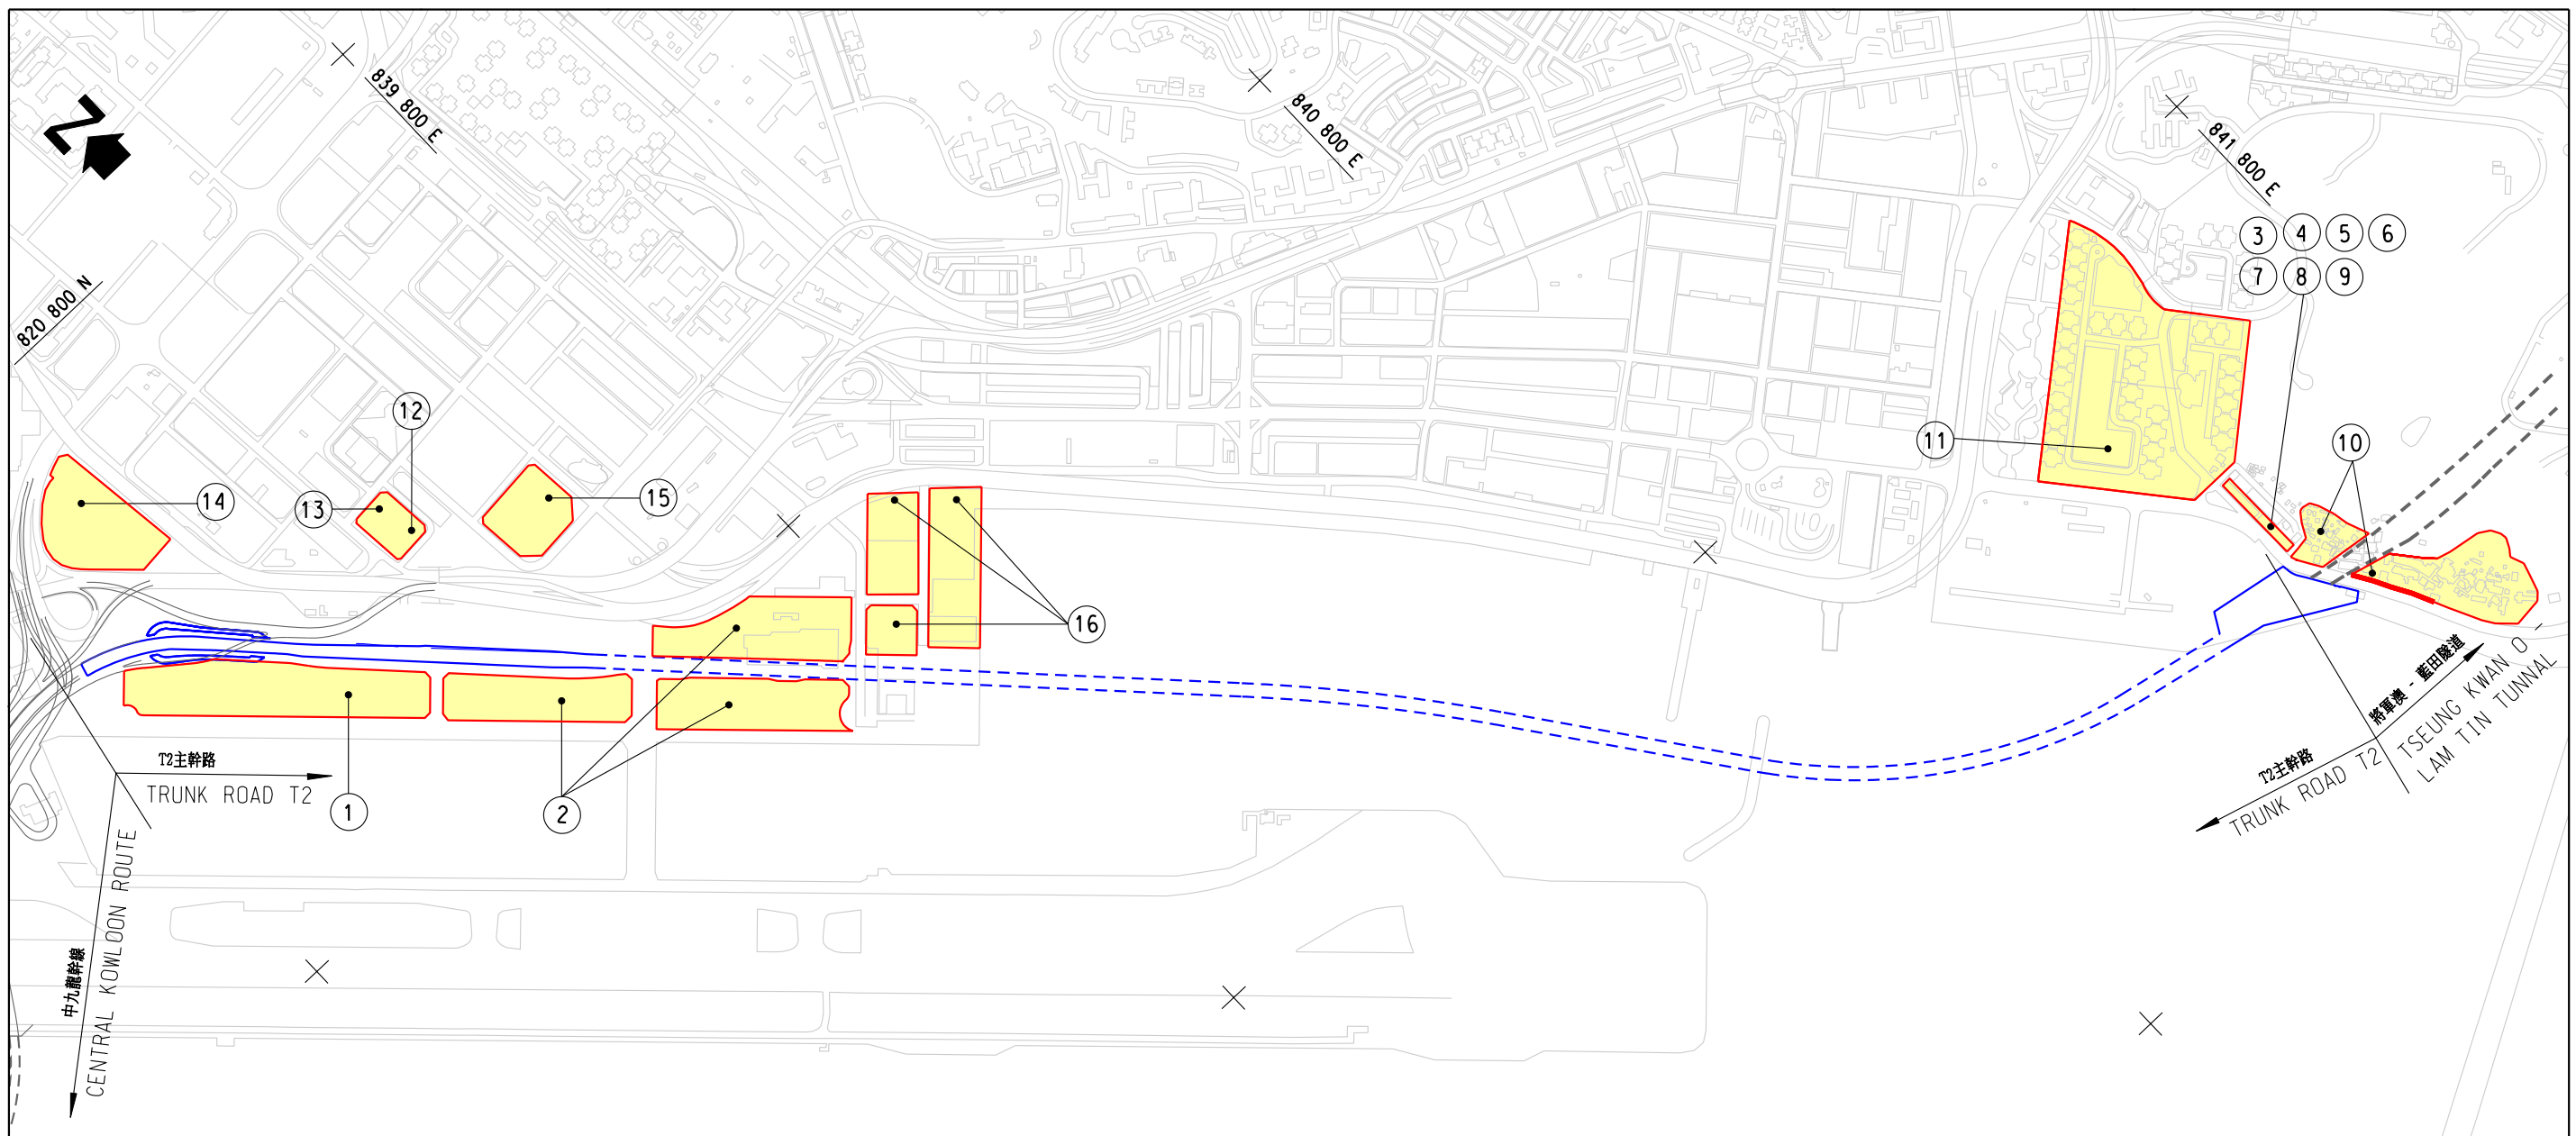 N
839 800 E
840 800 E
841 800 E
820 800 N
3 4 5 6
7 8 9
12
11
10
14
13
15
16
T2主幹路
TRUNK ROAD T2
1
2
中九龍幹線
CENTRAL KOWLOON ROUTE
T2主幹路
TRUNK ROAD T2
將軍澳 - 藍田隧道
TSEUNG KWAN O -
LAM TIN TUNNAL